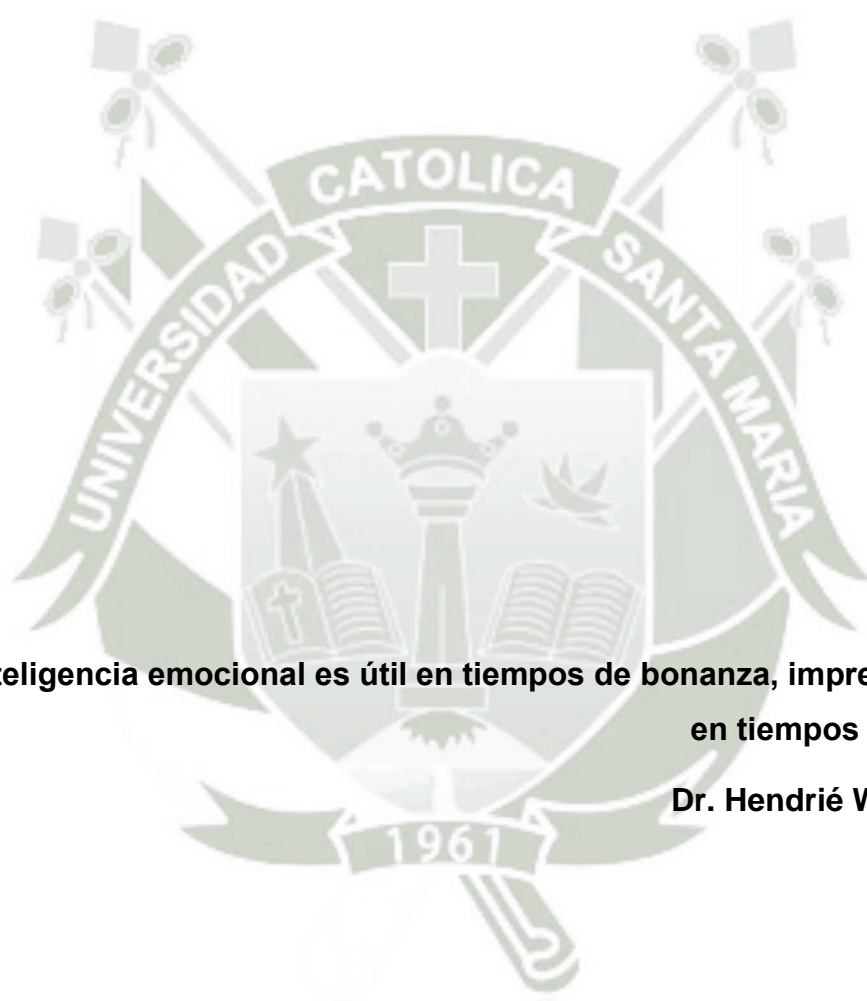 UNIVERSIDAD CATOLICA SANTA MARIA
teligencia emocional es útil en tiempos de bonanza, impre
en tiempos
Dr. Hendrié W
1961